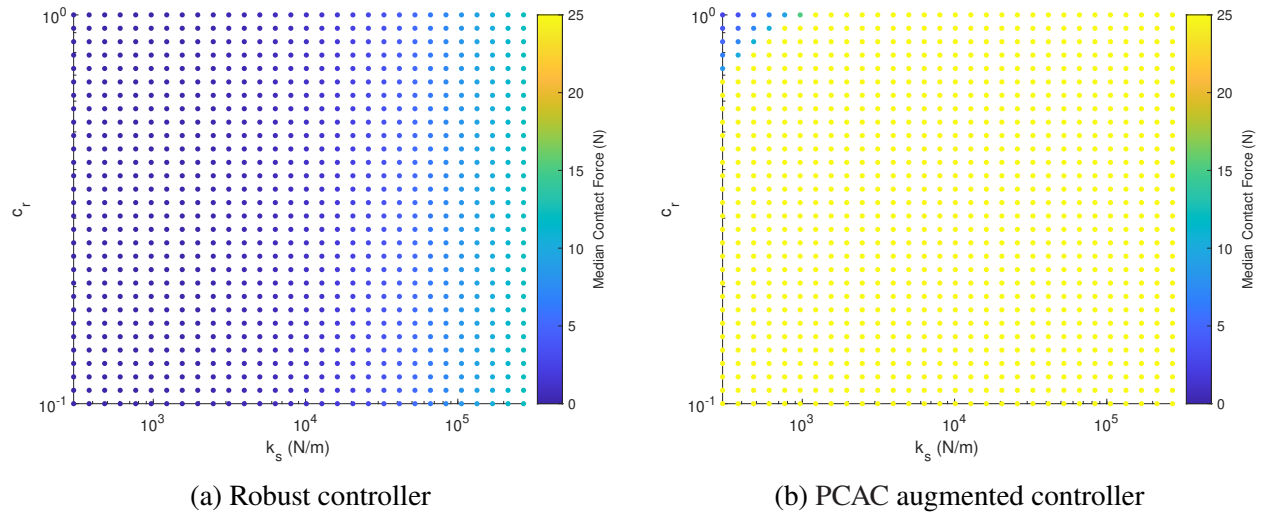 10^0
c_r
10^-1
10^3
10^4
10^5
k_s (N/m)
25
20
15
10
5
0
Median Contact Force (N)
(a) Robust controller
10^0
c_r
10^-1
10^3
10^4
10^5
k_s (N/m)
25
20
15
10
5
0
Median Contact Force (N)
(b) PCAC augmented controller